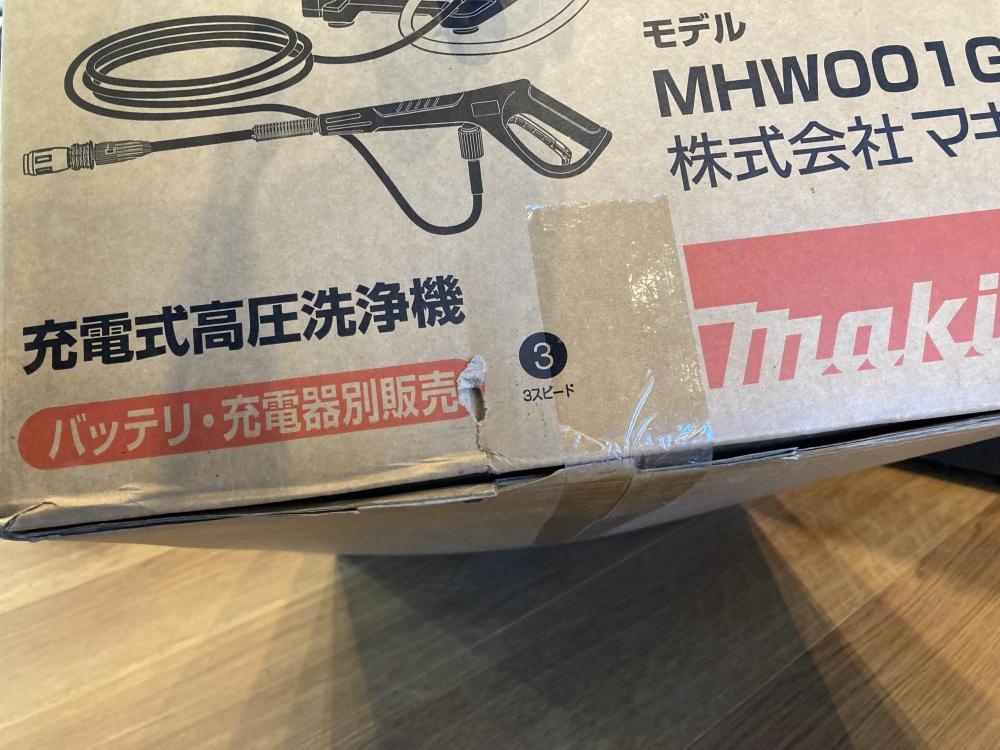 モデル
MHW001G
株式会社マキ
maki
充電式高圧洗浄機
3
3スピード
バッテリ・充電器別販売